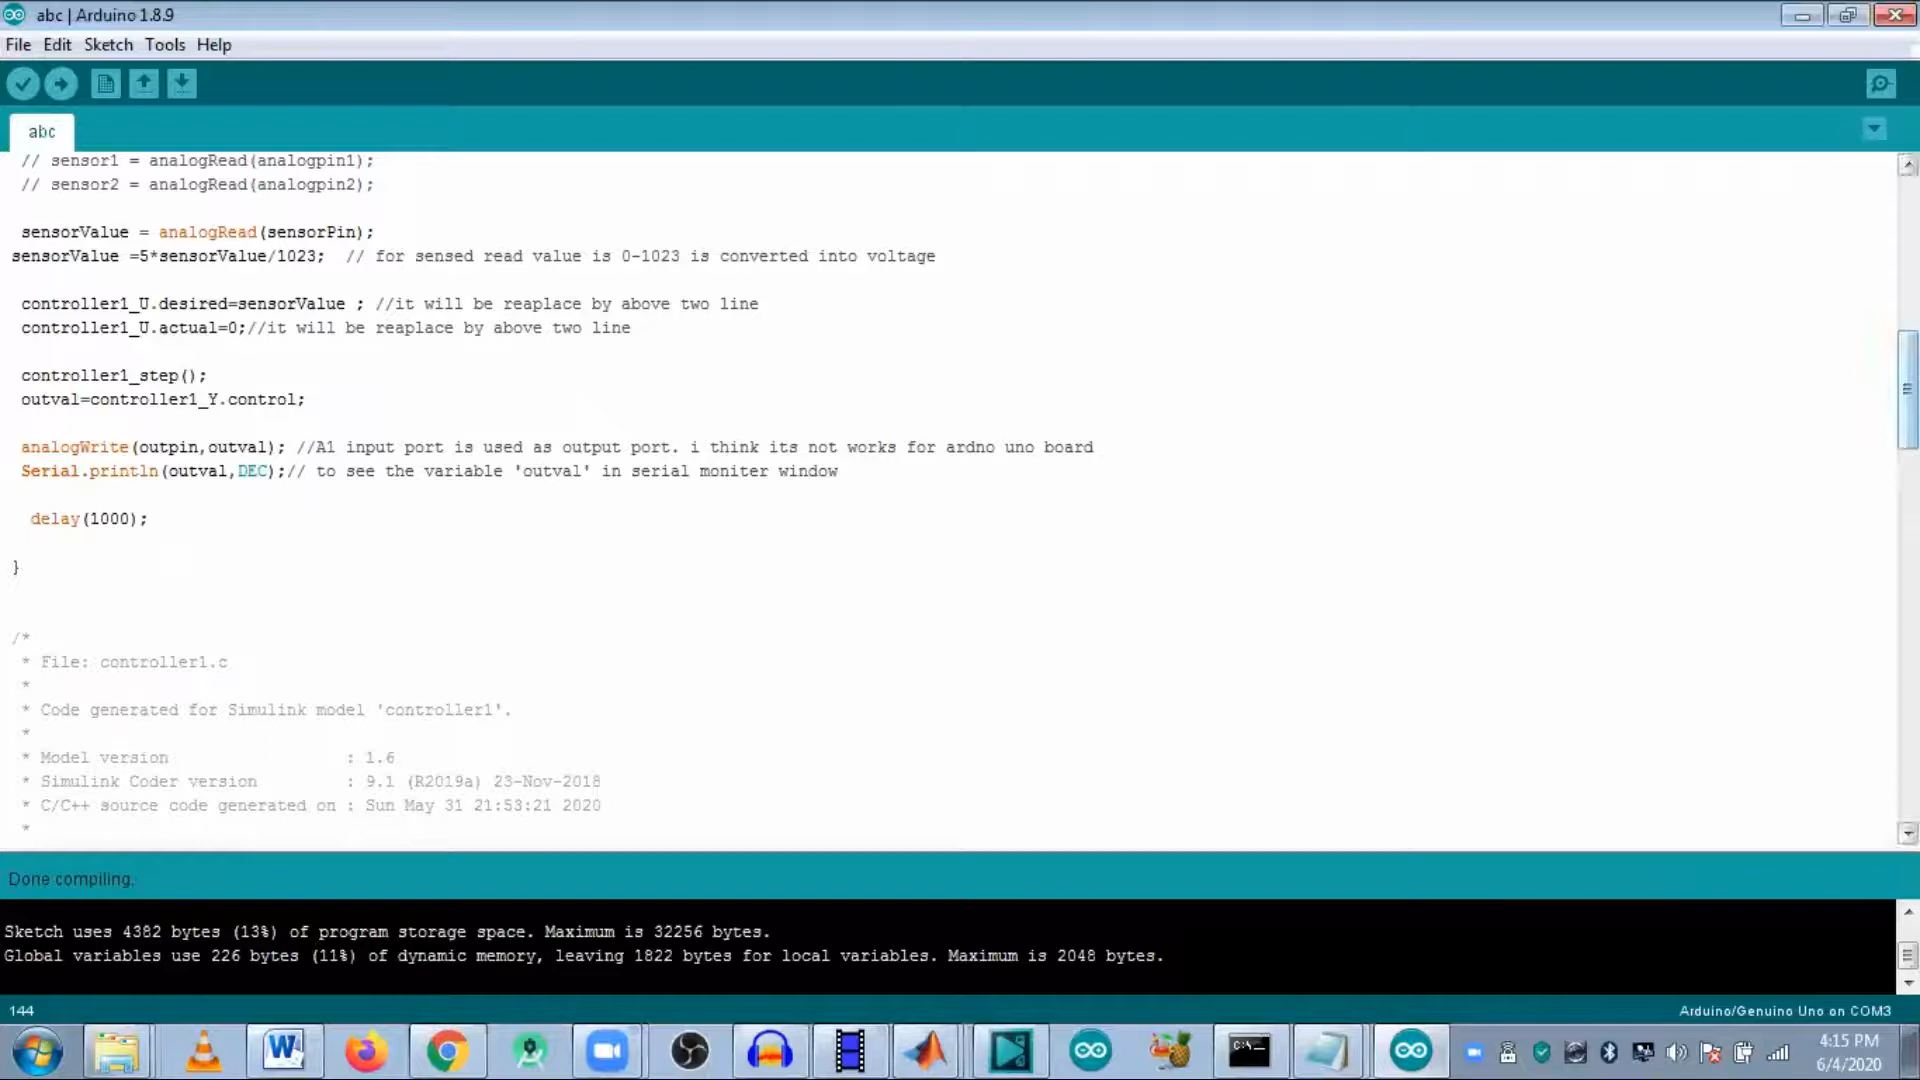 abc | Arduino 1.8.9
File Edit Sketch Tools Help
abc
// sensor1 = analogRead(analogpin1);
// sensor2 = analogRead(analogpin2);
sensorValue = analogRead(sensorPin);
sensorValue =5*sensorValue/1023;  // for sensed read value is 0-1023 is converted into voltage
controller1_U.desired=sensorValue ; //it will be reaplace by above two line
controller1_U.actual=0;//it will be reaplace by above two line
controller1_step();
outval=controller1_Y.control;
analogWrite(outpin,outval); //A1 input port is used as output port. i think its not works for ardno uno board
Serial.println(outval,DEC);// to see the variable 'outval' in serial moniter window
delay(1000);
}
/*
* File: controller1.c
*
* Code generated for Simulink model 'controller1'.
*
* Model version : 1.6
* Simulink Coder version : 9.1 (R2019a) 23-Nov-2018
* C/C++ source code generated on : Sun May 31 21:53:21 2020
*
Done compiling.
Sketch uses 4382 bytes (13%) of program storage space. Maximum is 32256 bytes.
Global variables use 226 bytes (11%) of dynamic memory, leaving 1822 bytes for local variables. Maximum is 2048 bytes.
144 Arduino/Genuino Uno on COM3
4:15 PM
6/4/2020